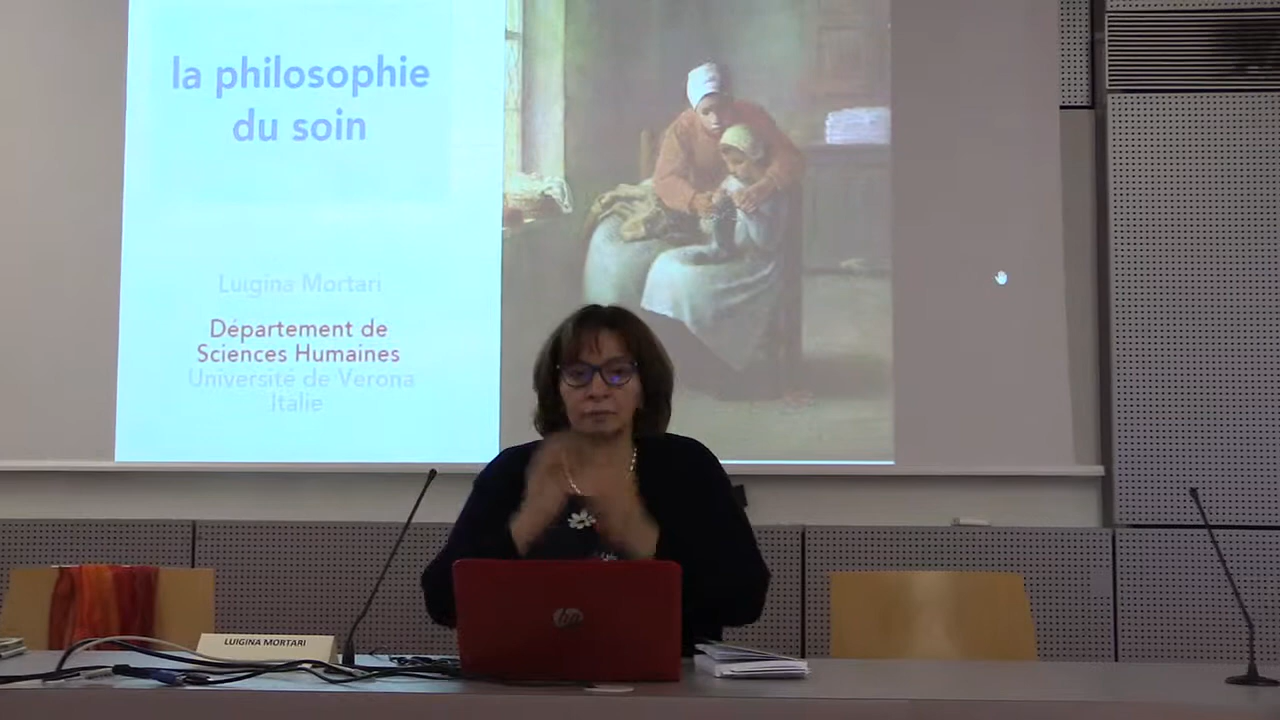 la philosophie
du soin
Luigina Mortari
Département de
Sciences Humaines
Université de Verona
Italie
LUIGINA MORTARI
hp